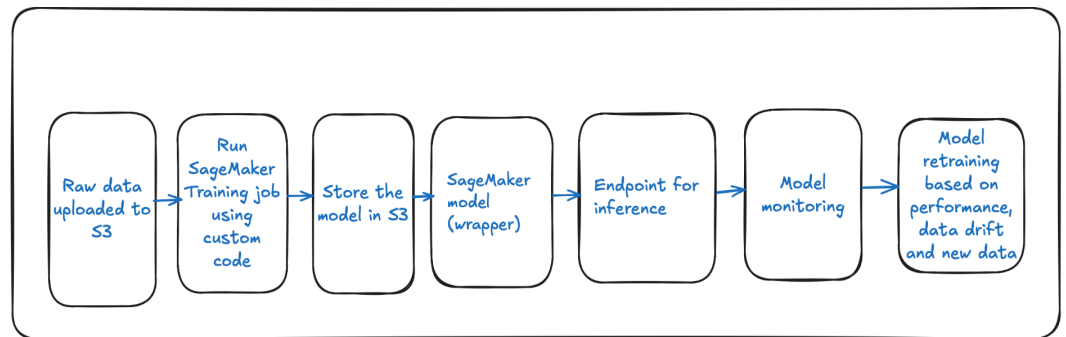 Raw data
uploaded to
S3
Run
SageMaker
Training job
using
custom
code
Store the
model in S3
SageMaker
model
(wrapper)
Endpoint for
inference
Model
monitoring
Model
retraining
based on
performance,
data drift
and new data